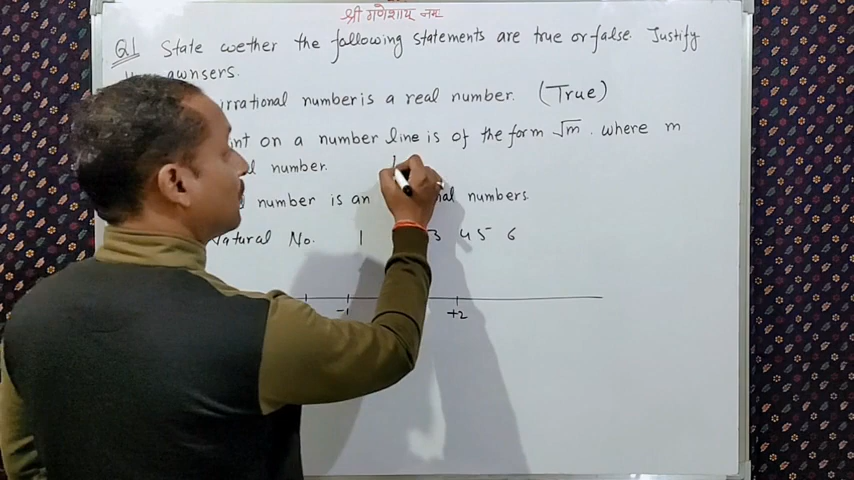 श्री गणेशाय नमः
Q1 State wether the following statements are true or false. Justify
awnsers.
irrational number is a real number. (True)
on a number line is of the form √m . where m
number.
number is an numbers.
Natural No. 1 3 4 5 6
-1 +2